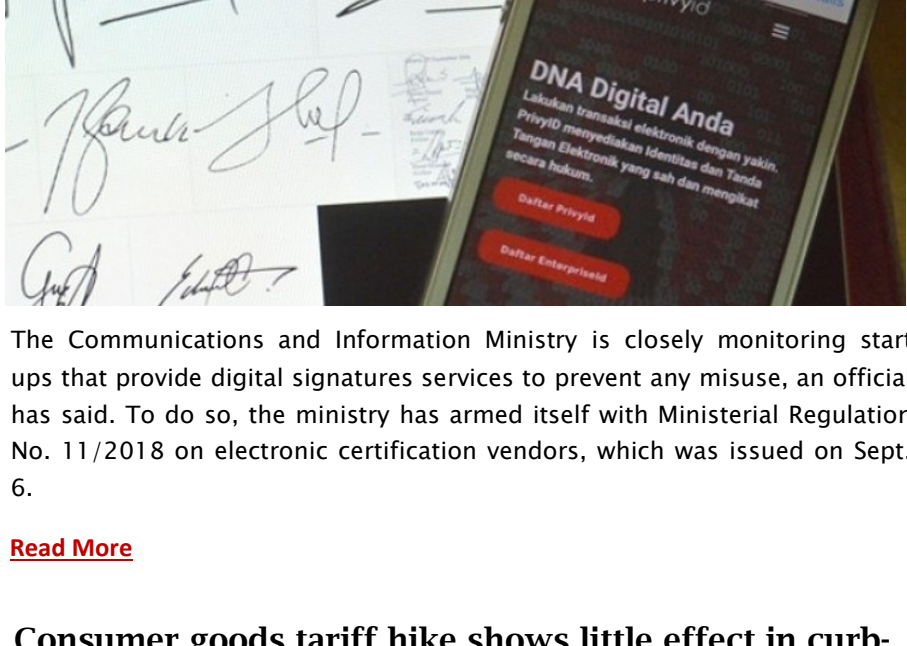 privyid
DNA Digital Anda
Lakukan transaksi elektronik dengan yakin.
PrivyID menyediakan Identitas dan Tanda
Tangan Elektronik yang sah dan mengikat
secara hukum.
Daftar PrivyId
Daftar EnterpriseId
The Communications and Information Ministry is closely monitoring start
ups that provide digital signatures services to prevent any misuse, an officia
has said. To do so, the ministry has armed itself with Ministerial Regulation
No. 11/2018 on electronic certification vendors, which was issued on Sept.
6.
Read More
Consumer goods tariff hike shows little effect in curb-